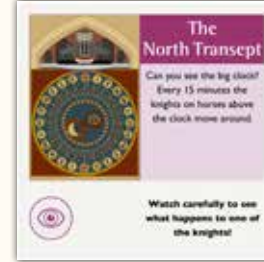 The
North Transept
Can you see the big clock?
Every 15 minutes the
knights on horses above
the clock move around.
Watch carefully to see
what happens to one of
the knights!